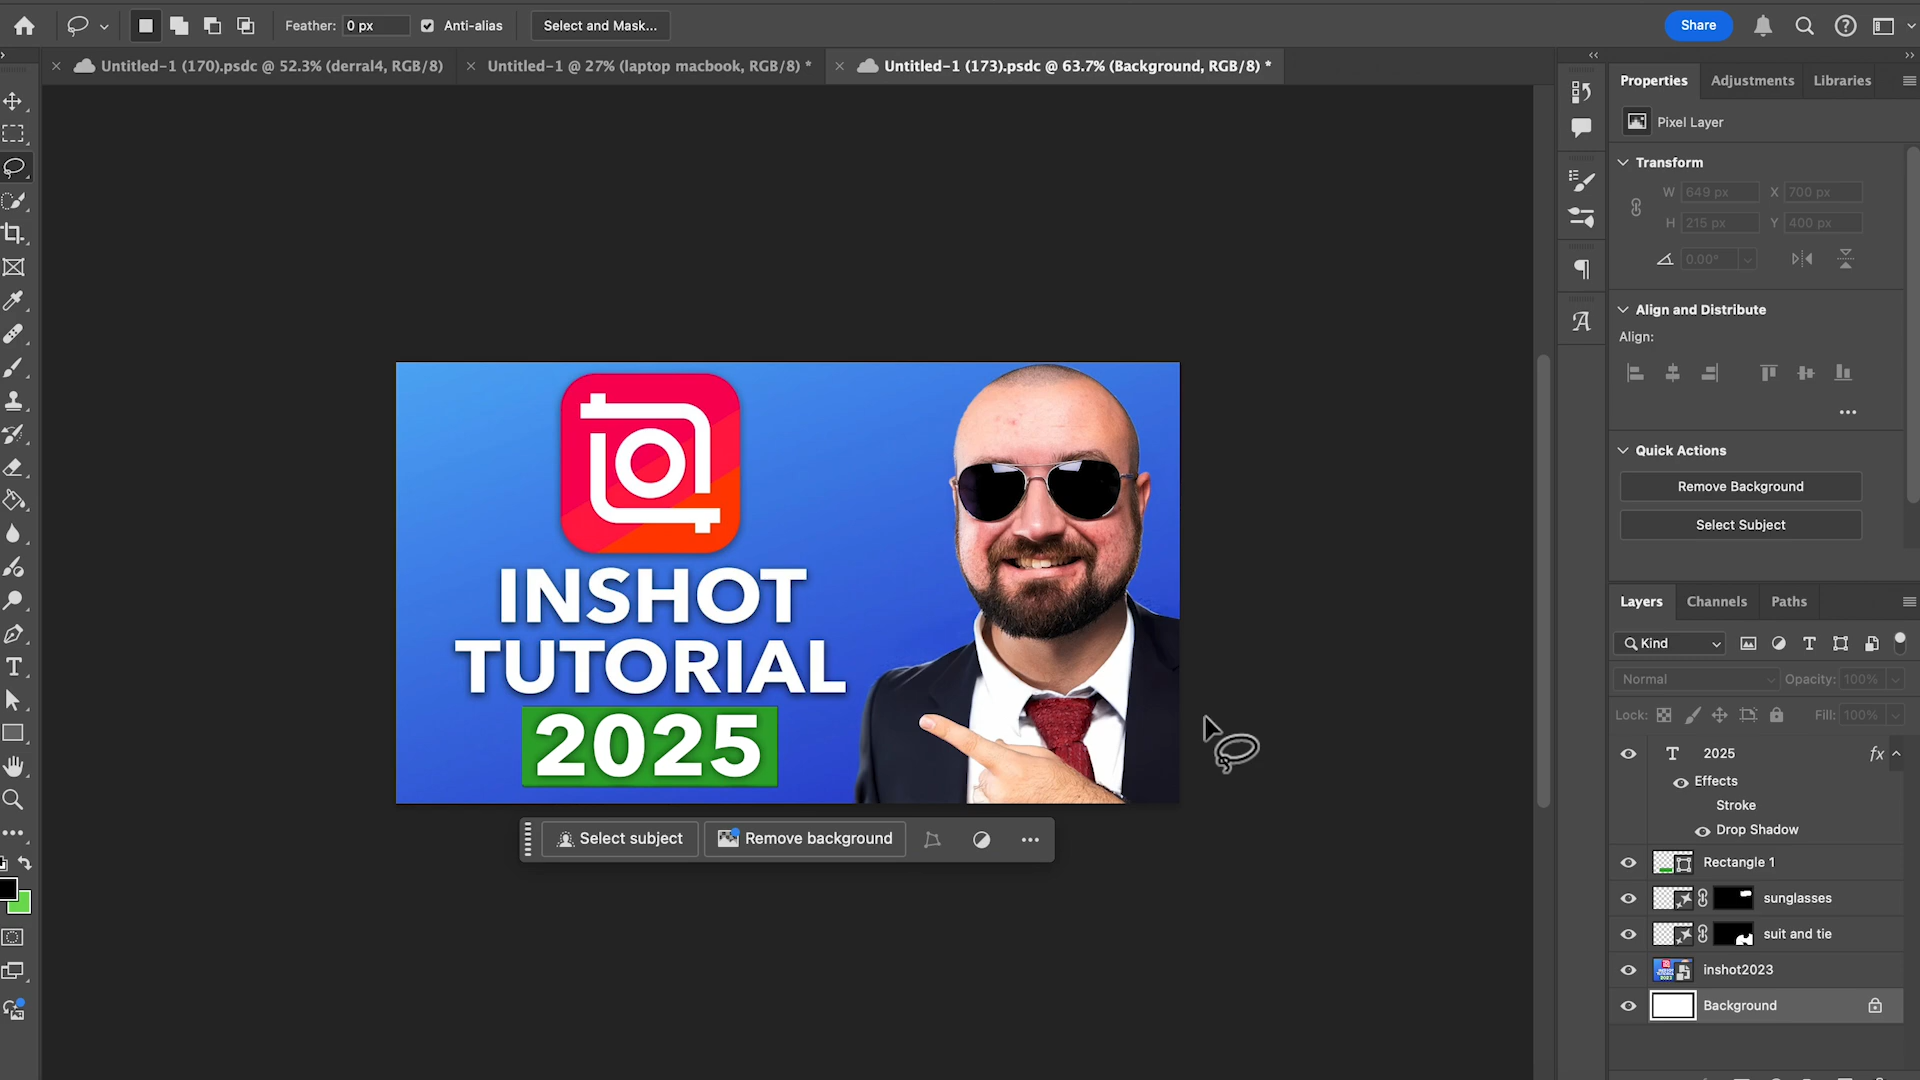 Feather: 0 px Anti-alias Select and Mask... Share
Untitled-1 (170).psdc @ 52.3% (derral4, RGB/8) Untitled-1 @ 27% (laptop macbook, RGB/8) * Untitled-1 (173).psdc @ 63.7% (Background, RGB/8) *
Properties Adjustments Libraries
Pixel Layer
Transform
W 649 px X 700 px
H 215 px Y 400 px
0.00°
Align and Distribute
Align:
Quick Actions
Remove Background
Select Subject
INSHOT
TUTORIAL
2025
Select subject Remove background
Layers Channels Paths
Kind
Normal Opacity: 100%
Lock: Fill: 100%
2025 fx
Effects
Stroke
Drop Shadow
Rectangle 1
sunglasses
suit and tie
inshot2023
Background